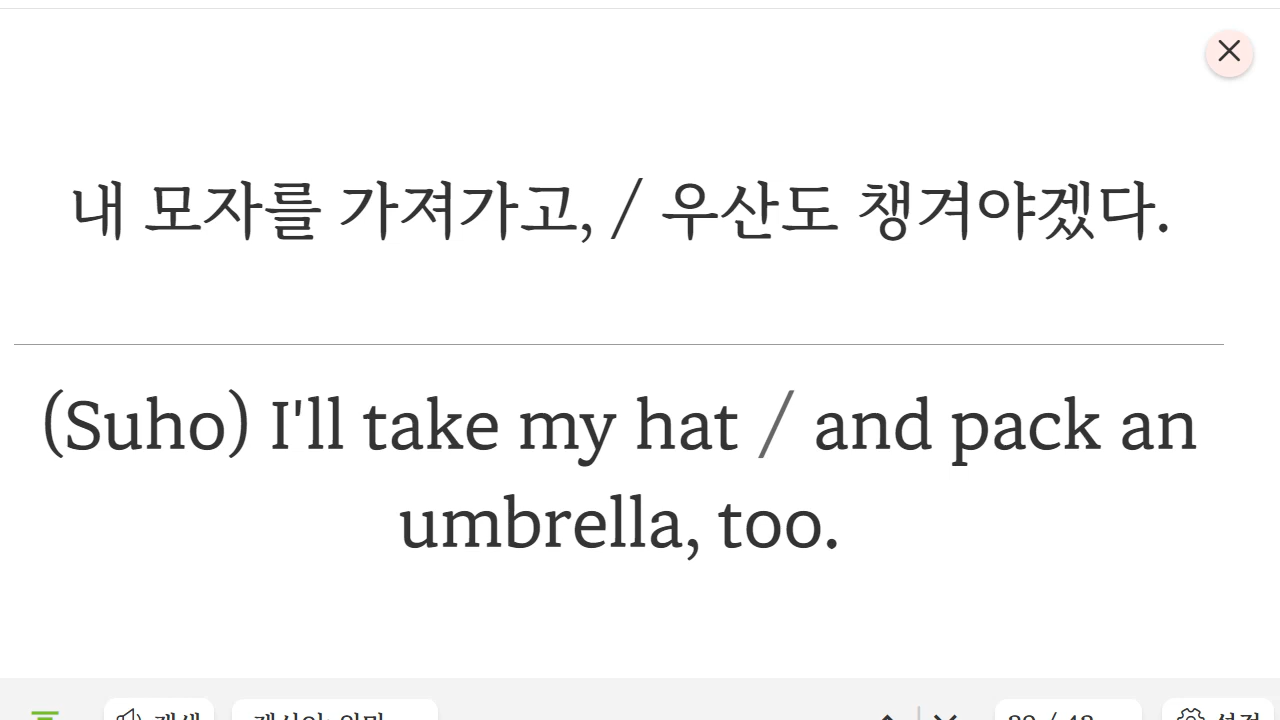 내 모자를 가져가고, / 우산도 챙겨야겠다.
(Suho) I'll take my hat / and pack an
umbrella, too.